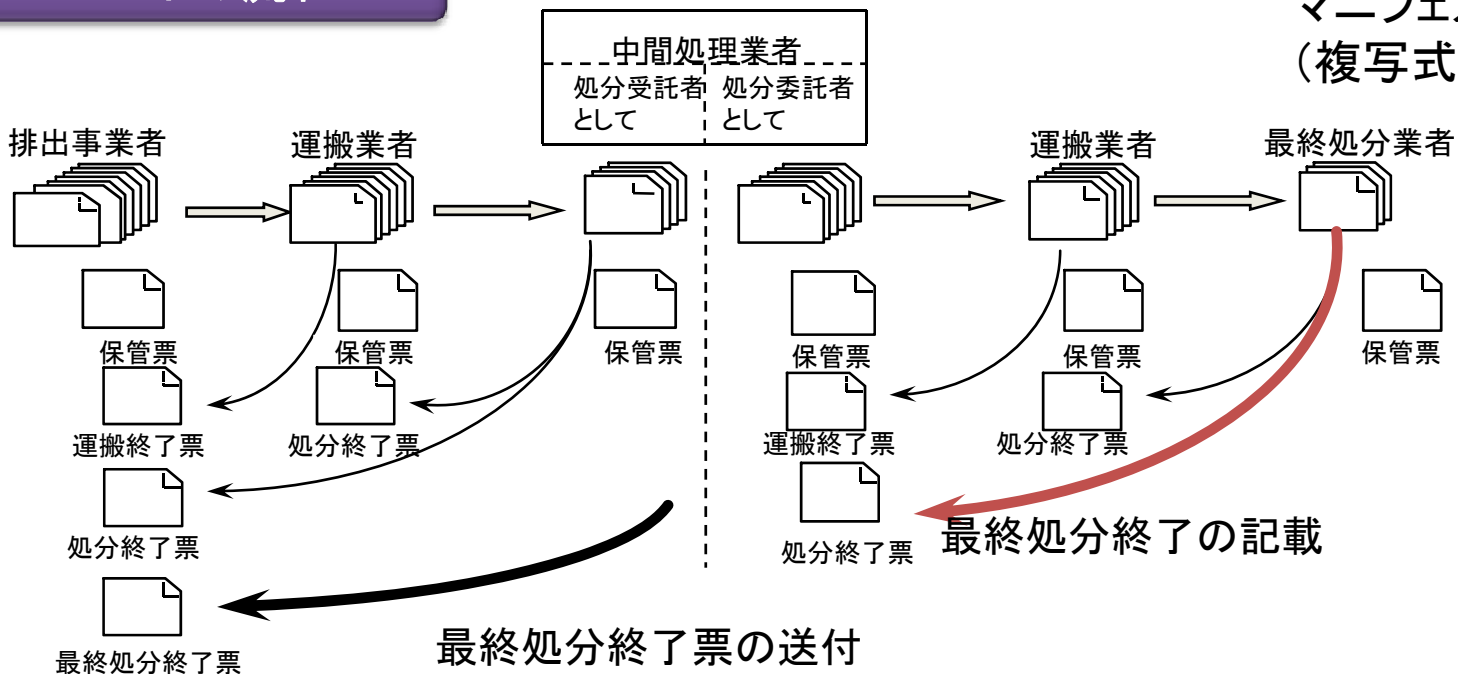 マニフェ
（複写式
中間処理業者
処分受託者
として
処分委託者
として
排出事業者
運搬業者
運搬業者
最終処分業者
保管票
保管票
保管票
保管票
保管票
保管票
運搬終了票
処分終了票
運搬終了票
処分終了票
処分終了票
処分終了票
最終処分終了の記載
最終処分終了票の送付
最終処分終了票